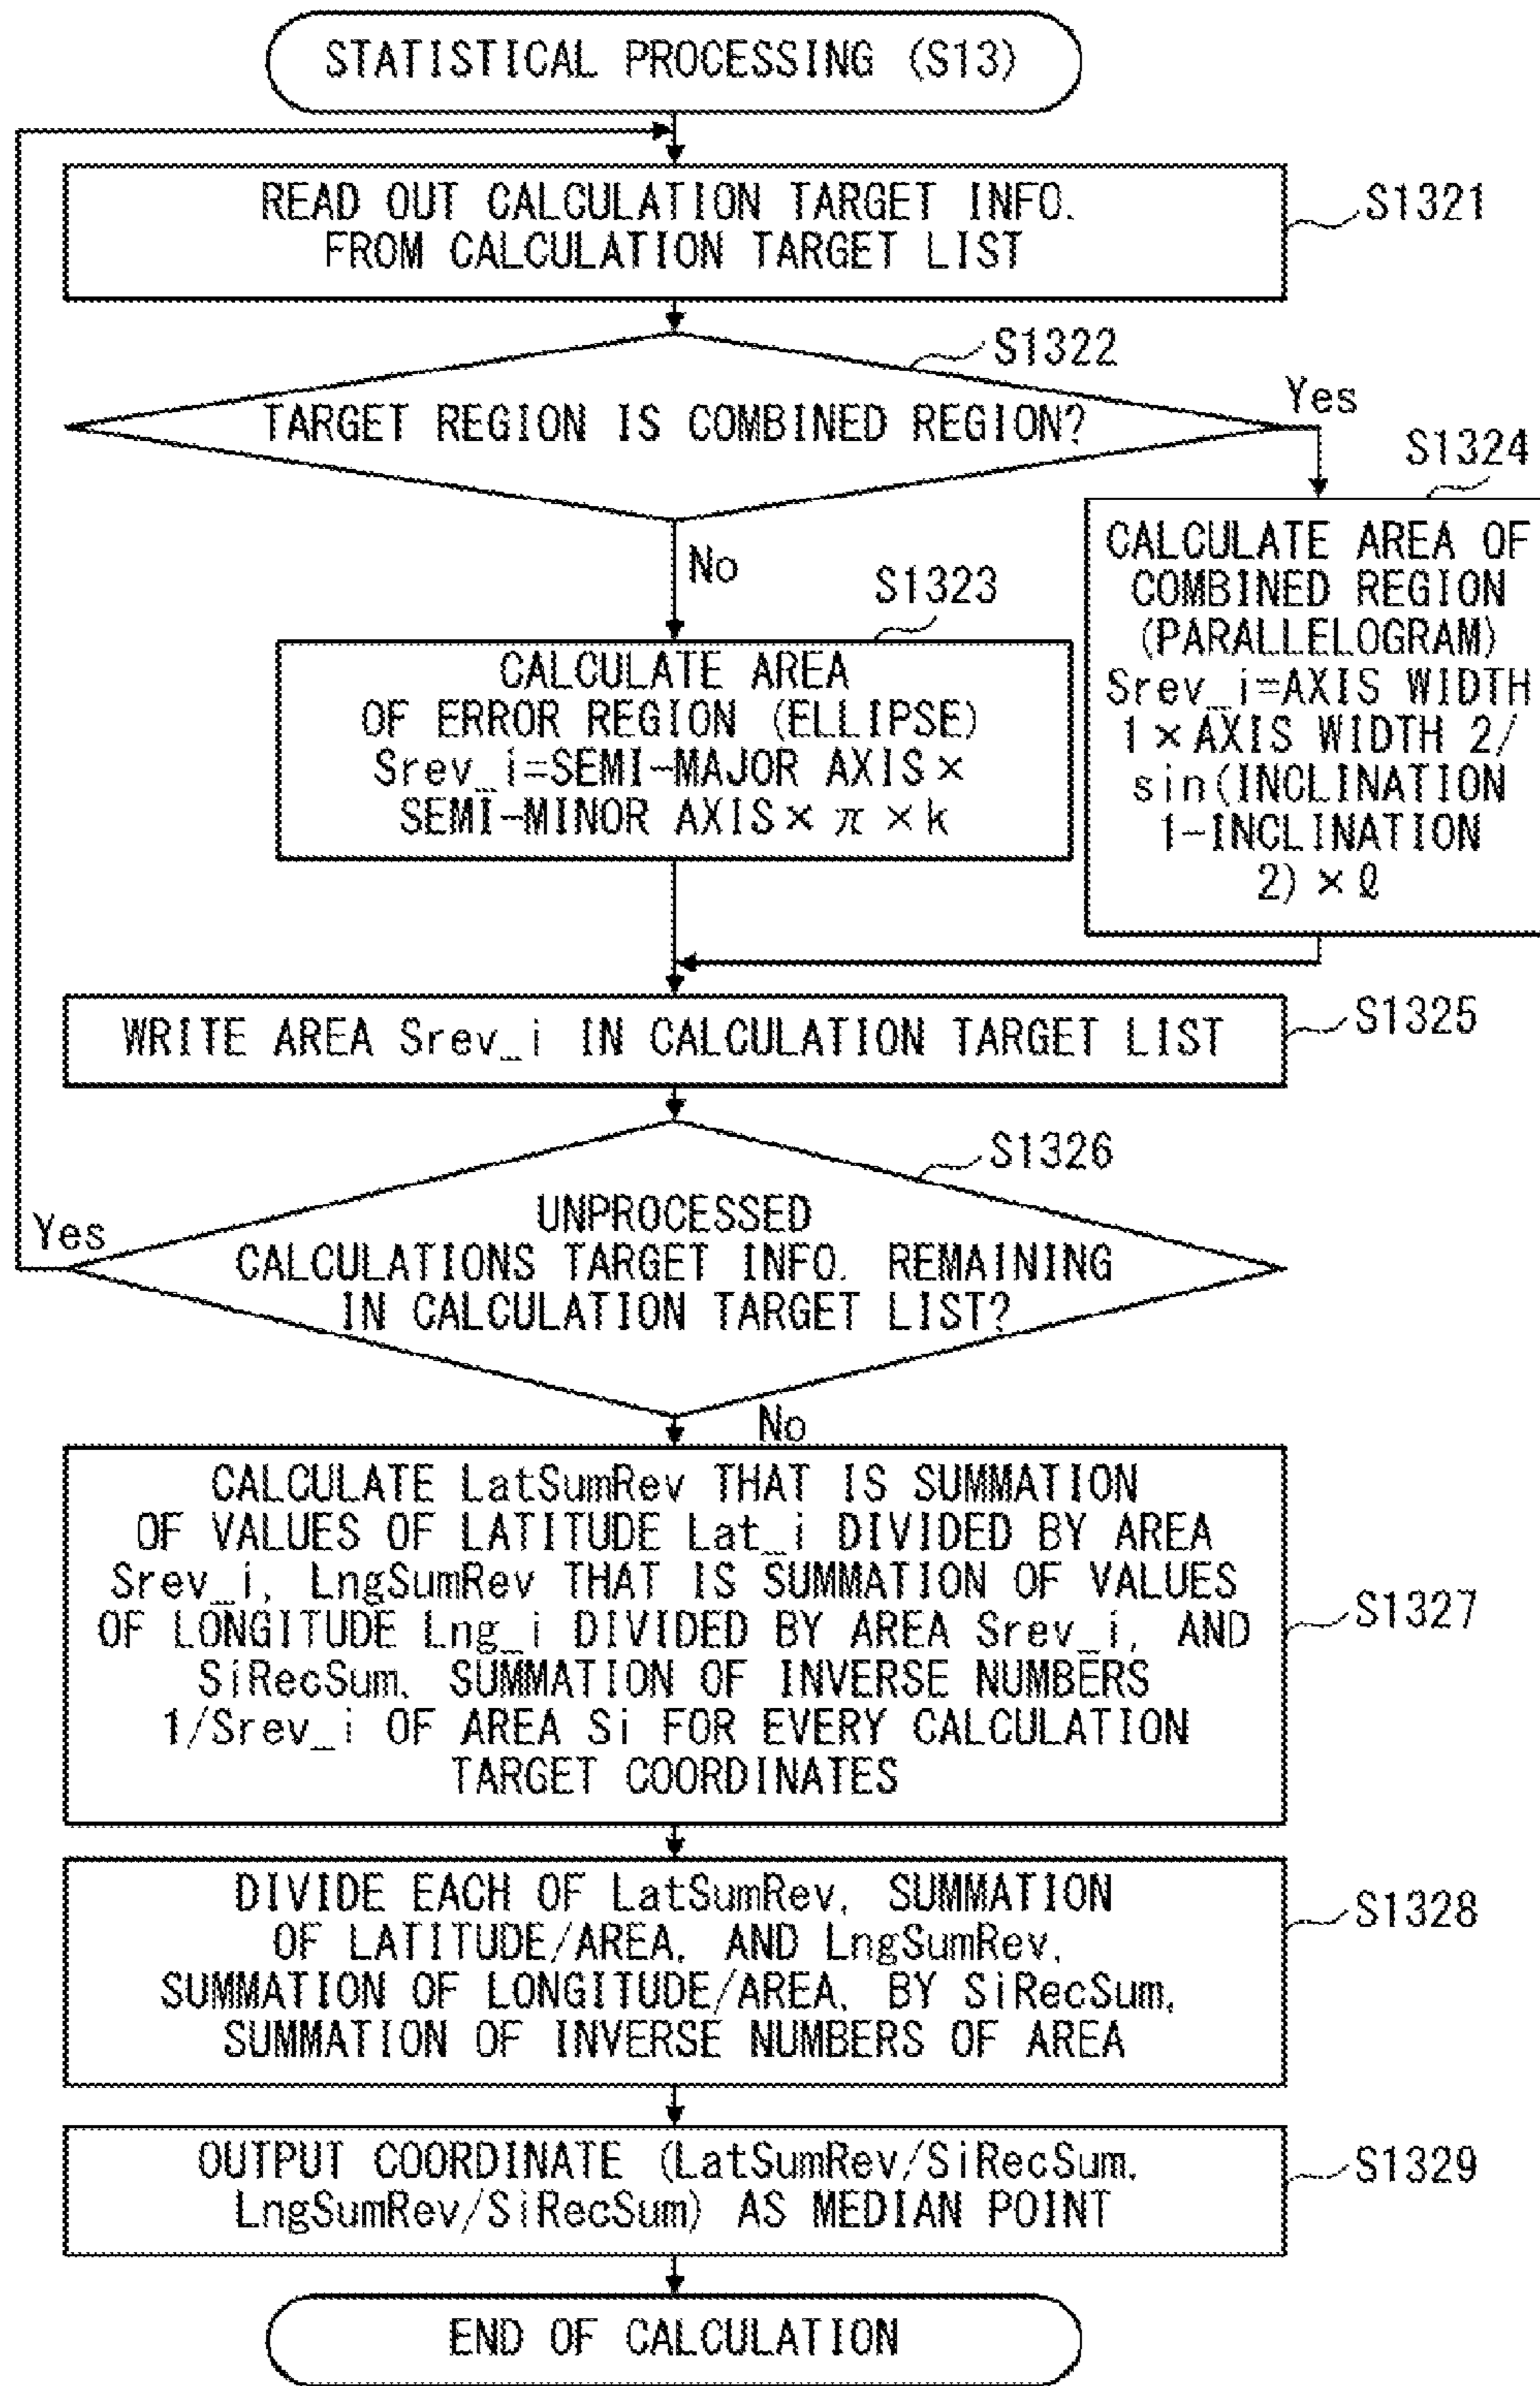 STATISTICAL PROCESSING (S13)
READ OUT CALCULATION TARGET INFO.
FROM CALCULATION TARGET LIST
S1321
S1322
TARGET REGION IS COMBINED REGION?
Yes
No
S1323
CALCULATE AREA
OF ERROR REGION (ELLIPSE)
Srev_i=SEMI-MAJOR AXIS×
SEMI-MINOR AXIS× π ×k
S1324
CALCULATE AREA OF
COMBINED REGION
(PARALLELOGRAM)
Srev_i=AXIS WIDTH
1×AXIS WIDTH 2/
sin(INCLINATION
1-INCLINATION
2)×ℓ
WRITE AREA Srev_i IN CALCULATION TARGET LIST
S1325
S1326
UNPROCESSED
CALCULATIONS TARGET INFO. REMAINING
IN CALCULATION TARGET LIST?
Yes
No
CALCULATE LatSumRev THAT IS SUMMATION
OF VALUES OF LATITUDE Lat_i DIVIDED BY AREA
Srev_i, LngSumRev THAT IS SUMMATION OF VALUES
OF LONGITUDE Lng_i DIVIDED BY AREA Srev_i, AND
SiRecSum, SUMMATION OF INVERSE NUMBERS
1/Srev_i OF AREA Si FOR EVERY CALCULATION
TARGET COORDINATES
S1327
DIVIDE EACH OF LatSumRev, SUMMATION
OF LATITUDE/AREA, AND LngSumRev,
SUMMATION OF LONGITUDE/AREA, BY SiRecSum,
SUMMATION OF INVERSE NUMBERS OF AREA
S1328
OUTPUT COORDINATE (LatSumRev/SiRecSum,
LngSumRev/SiRecSum) AS MEDIAN POINT
S1329
END OF CALCULATION